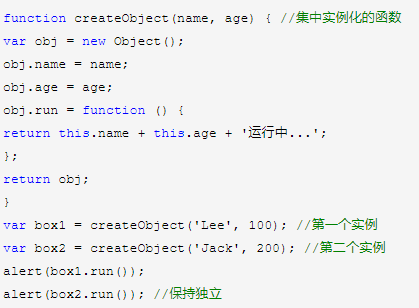 function createObject(name, age) { //集中实例化的函数
var obj = new Object();
obj.name = name;
obj.age = age;
obj.run = function () {
return this.name + this.age + '运行中...';
};
return obj;
}
var box1 = createObject('Lee', 100); //第一个实例
var box2 = createObject('Jack', 200); //第二个实例
alert(box1.run());
alert(box2.run()); //保持独立